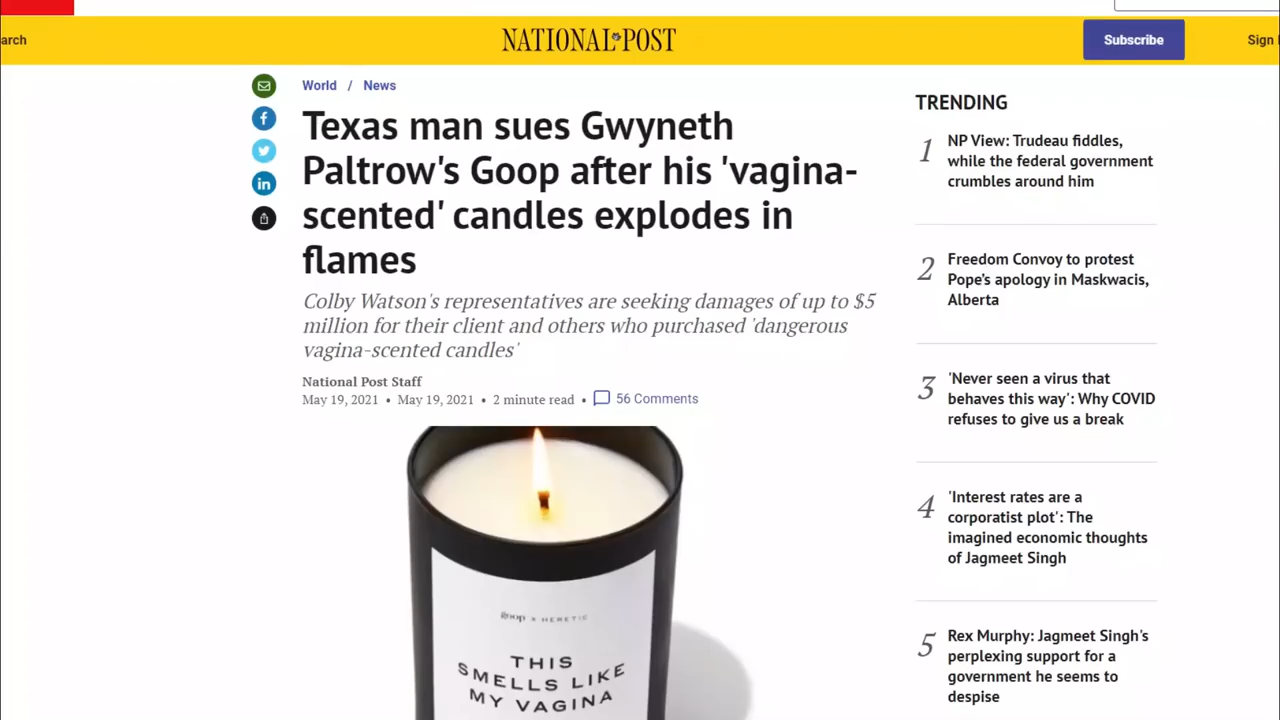 arch
NATIONAL POST
Subscribe
Sign
World / News
Texas man sues Gwyneth
Paltrow's Goop after his 'vagina-
scented' candles explodes in
flames
Colby Watson's representatives are seeking damages of up to $5
million for their client and others who purchased 'dangerous
vagina-scented candles'
National Post Staff
May 19, 2021 • May 19, 2021 • 2 minute read • 56 Comments
goop x HERETIC
THIS
SMELLS LIKE
MY VAGINA
TRENDING
1 NP View: Trudeau fiddles,
while the federal government
crumbles around him
2 Freedom Convoy to protest
Pope's apology in Maskwacis,
Alberta
3 'Never seen a virus that
behaves this way': Why COVID
refuses to give us a break
4 'Interest rates are a
corporatist plot': The
imagined economic thoughts
of Jagmeet Singh
5 Rex Murphy: Jagmeet Singh's
perplexing support for a
government he seems to
despise